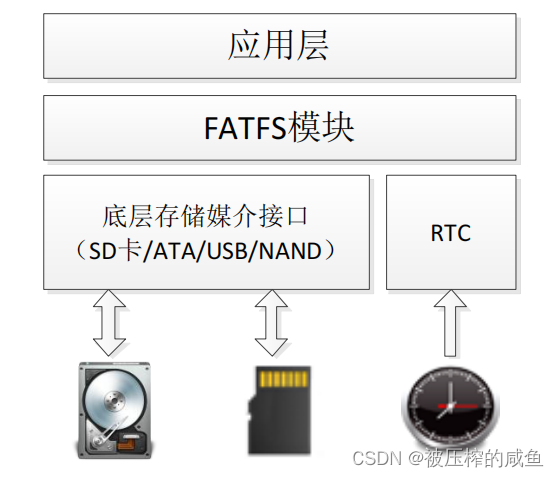 应用层
FATFS模块
底层存储媒介接口
（SD卡/ATA/USB/NAND）
RTC
CSDN @被压榨的咸鱼